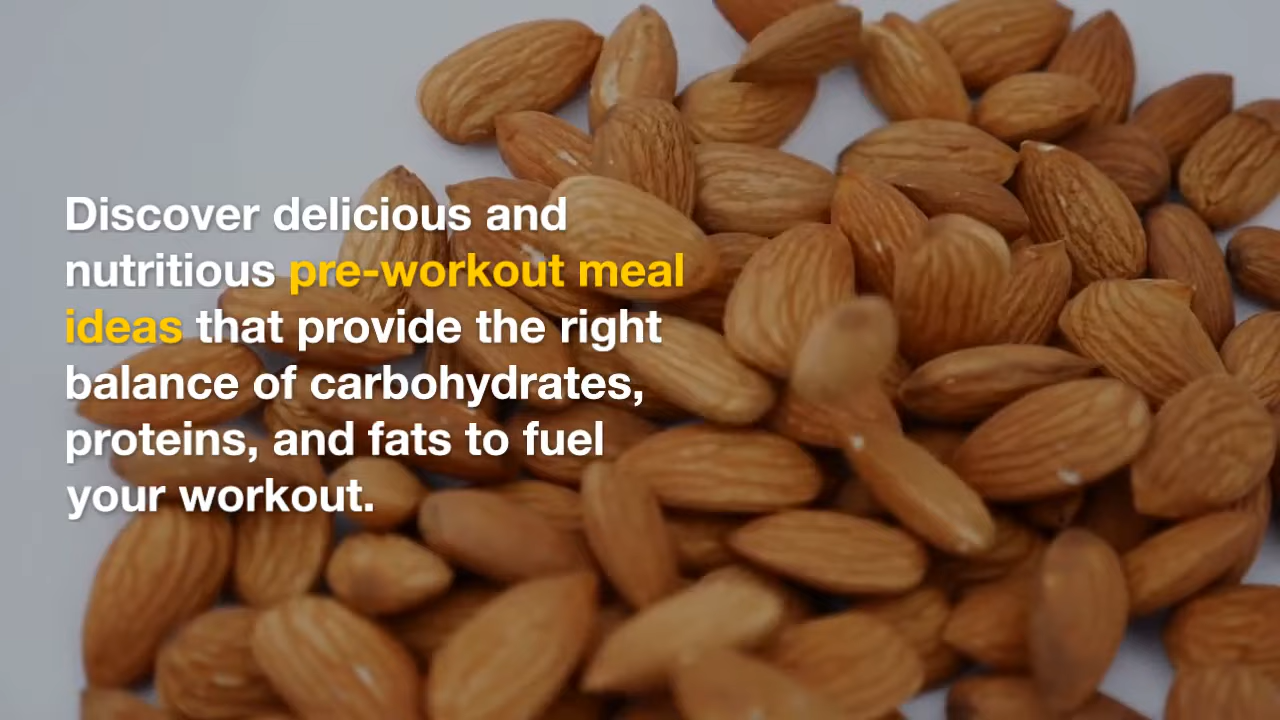 Discover delicious and
nutritious pre-workout meal
ideas that provide the right
balance of carbohydrates,
proteins, and fats to fuel
your workout.